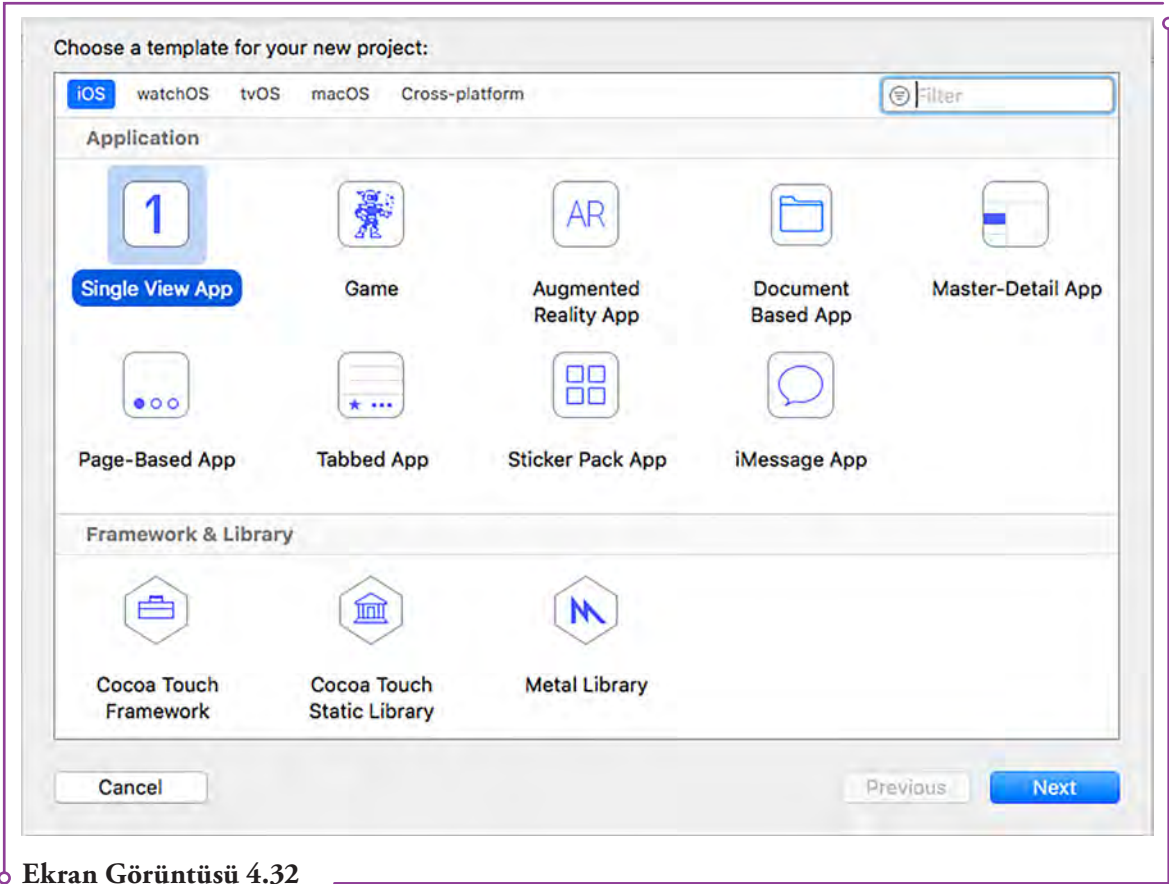 Choose a template for your new project:
iOS watchOS tvOS macOS Cross-platform Filter
Application
1 AR
Single View App Game Augmented Reality App Document Based App Master-Detail App
Page-Based App Tabbed App Sticker Pack App iMessage App
Framework & Library
Cocoa Touch Framework Cocoa Touch Static Library Metal Library
Cancel Previous Next
Ekran Görüntüsü 4.32